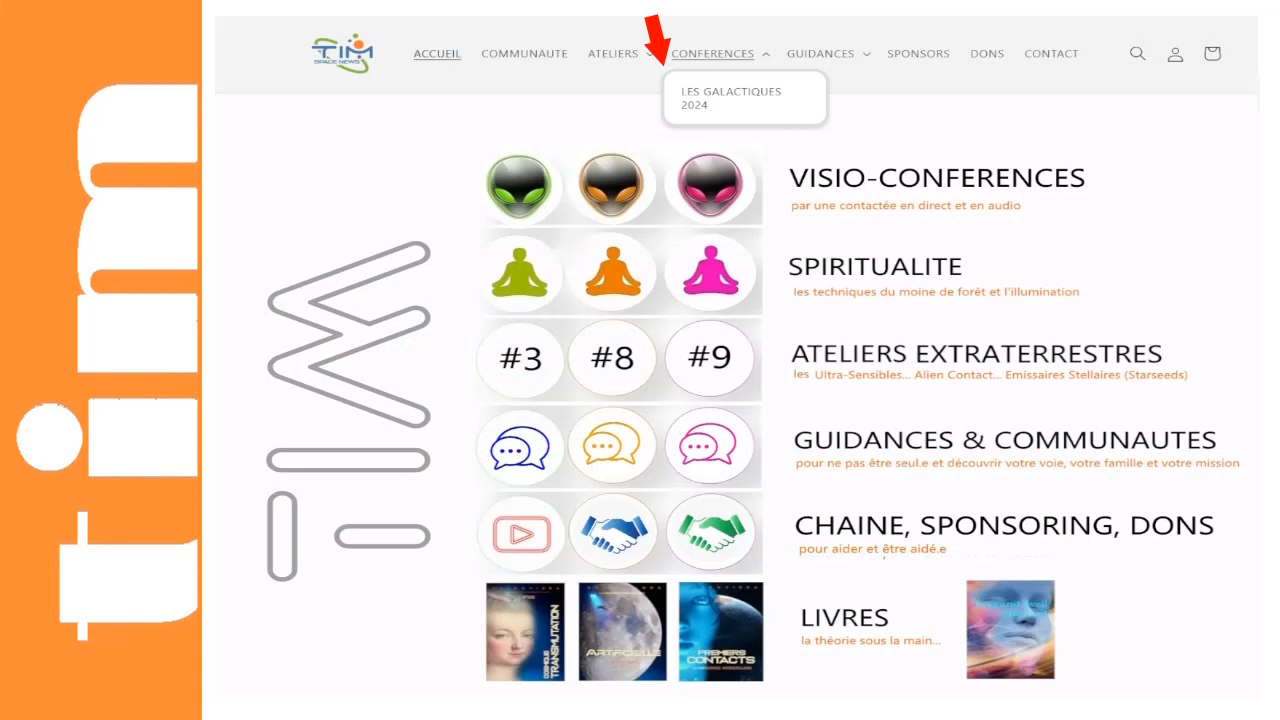 tim
TIM
SPACE NEWS
ACCUEIL COMMUNAUTE ATELIERS CONFERENCES GUIDANCES SPONSORS DONS CONTACT
LES GALACTIQUES
2024
TIM
VISIO-CONFERENCES
par une contactée en direct et en audio
SPIRITUALITE
les techniques du moine de forêt et l'illumination
#3 #8 #9
ATELIERS EXTRATERRESTRES
les Ultra-Sensibles... Alien Contact... Emissaires Stellaires (Starseeds)
GUIDANCES & COMMUNAUTES
pour ne pas être seul.e et découvrir votre voie, votre famille et votre mission
CHAINE, SPONSORING, DONS
pour aider et être aidé.e
COSMIQUE
TRANSMUTATION
ARTIFICIELLE
PREMIERS
CONTACTS
LIVRES
la théorie sous la main...